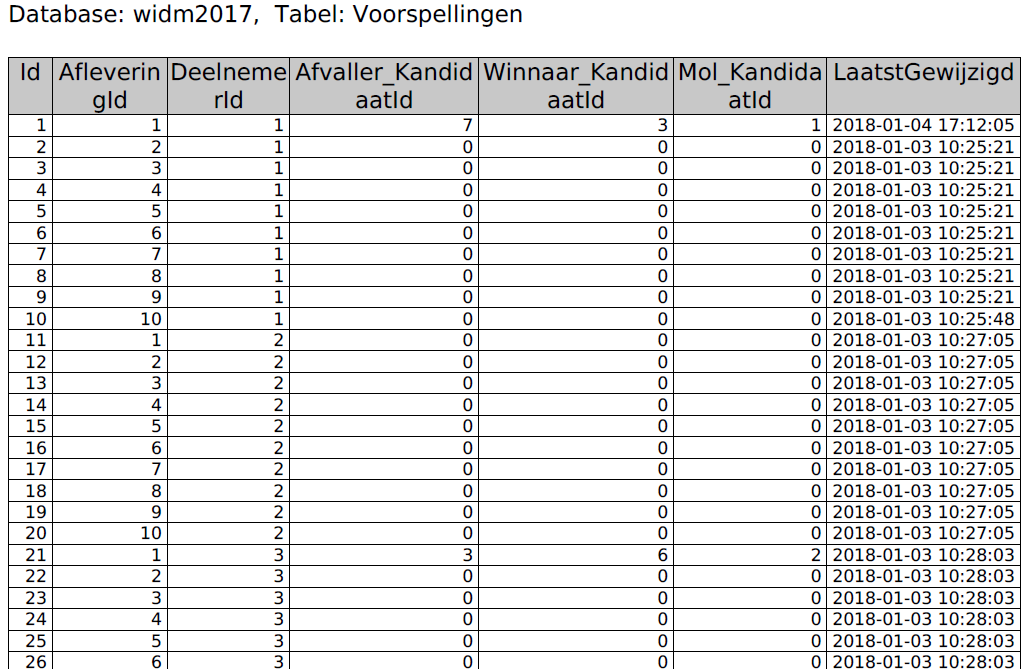 Database: widm2017, Tabel: Voorspellingen
Id Afleverin Deelneme Afvaller_Kandid Winnaar_Kandid Mol_Kandida LaatstGewijzigd
gId rId aatId aatId atId
1 1 1 7 3 1 2018-01-04 17:12:05
2 2 1 0 0 0 2018-01-03 10:25:21
3 3 1 0 0 0 2018-01-03 10:25:21
4 4 1 0 0 0 2018-01-03 10:25:21
5 5 1 0 0 0 2018-01-03 10:25:21
6 6 1 0 0 0 2018-01-03 10:25:21
7 7 1 0 0 0 2018-01-03 10:25:21
8 8 1 0 0 0 2018-01-03 10:25:21
9 9 1 0 0 0 2018-01-03 10:25:21
10 10 1 0 0 0 2018-01-03 10:25:48
11 1 2 0 0 0 2018-01-03 10:27:05
12 2 2 0 0 0 2018-01-03 10:27:05
13 3 2 0 0 0 2018-01-03 10:27:05
14 4 2 0 0 0 2018-01-03 10:27:05
15 5 2 0 0 0 2018-01-03 10:27:05
16 6 2 0 0 0 2018-01-03 10:27:05
17 7 2 0 0 0 2018-01-03 10:27:05
18 8 2 0 0 0 2018-01-03 10:27:05
19 9 2 0 0 0 2018-01-03 10:27:05
20 10 2 0 0 0 2018-01-03 10:27:05
21 1 3 3 6 2 2018-01-03 10:28:03
22 2 3 0 0 0 2018-01-03 10:28:03
23 3 3 0 0 0 2018-01-03 10:28:03
24 4 3 0 0 0 2018-01-03 10:28:03
25 5 3 0 0 0 2018-01-03 10:28:03
26 6 3 0 0 0 2018-01-03 10:28:03